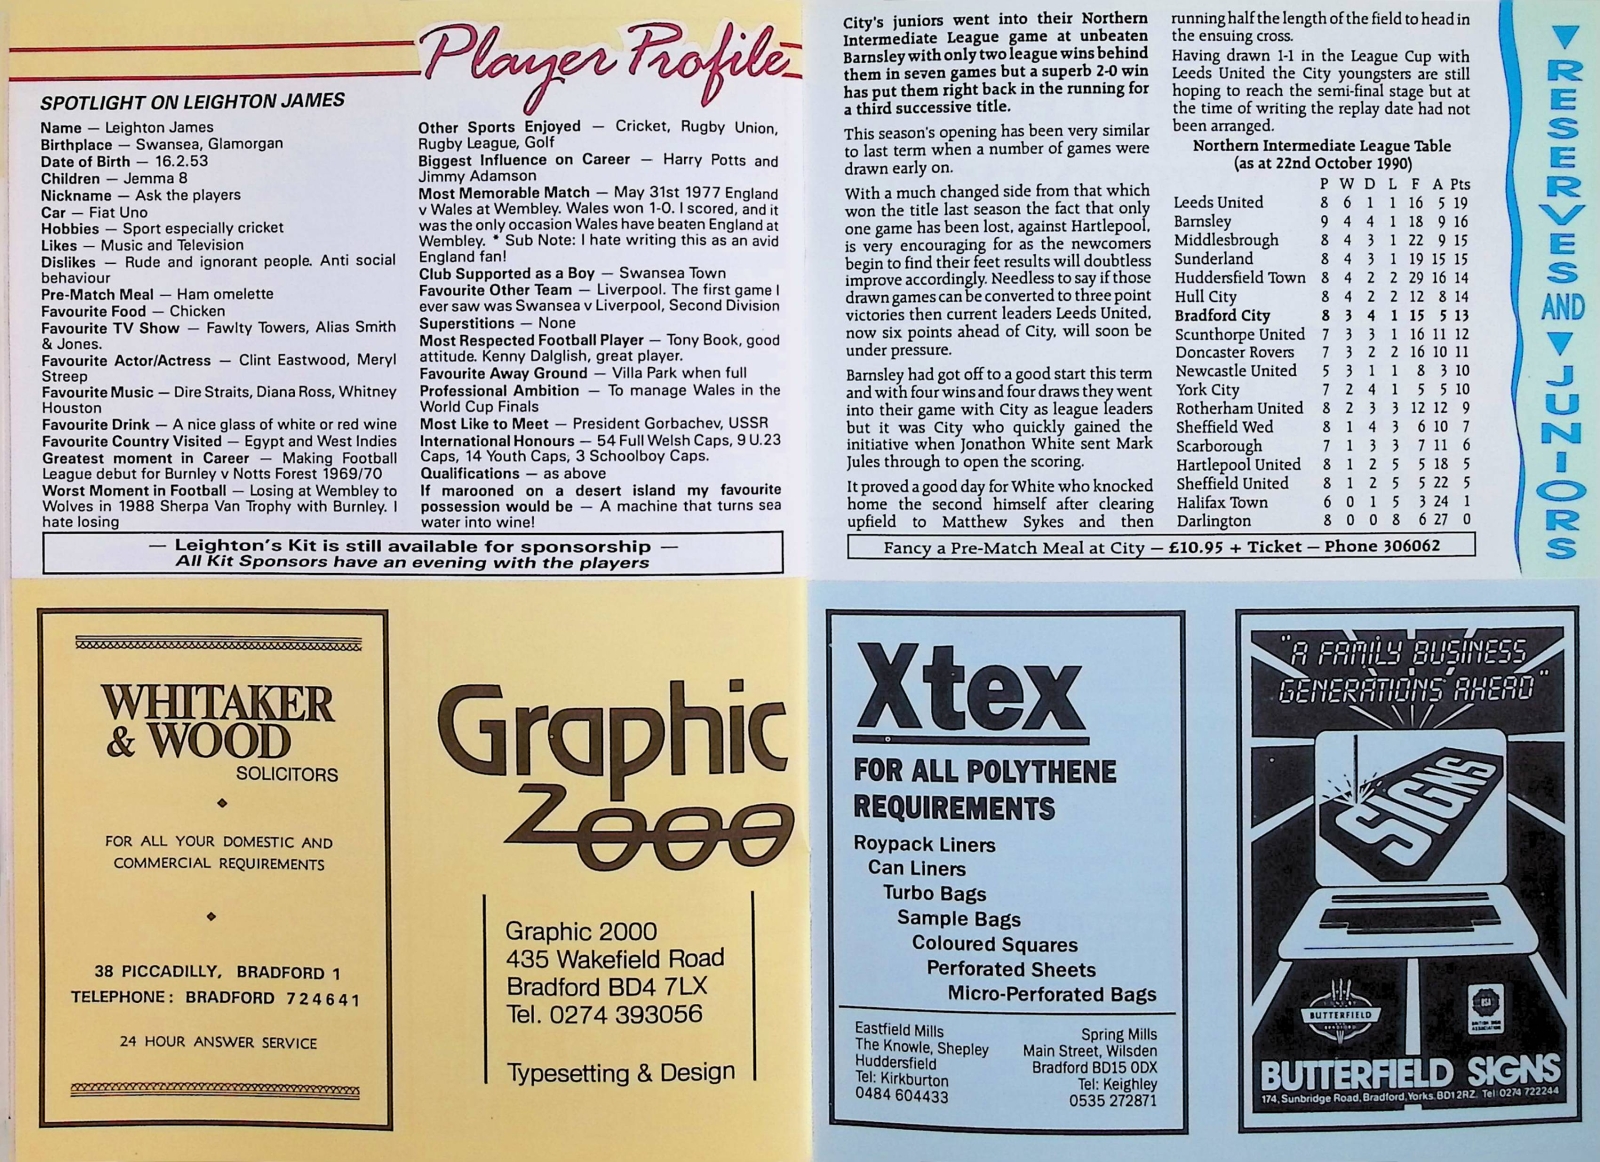 Player Profile
SPOTLIGHT ON LEIGHTON JAMES
Name — Leighton James
Birthplace — Swansea, Glamorgan
Date of Birth — 16.2.53
Children — Jemma 8
Nickname — Ask the players
Car — Fiat Uno
Hobbies — Sport especially cricket
Likes — Music and Television
Dislikes — Rude and ignorant people. Anti social
behaviour
Pre-Match Meal — Ham omelette
Favourite Food — Chicken
Favourite TV Show — Fawlty Towers, Alias Smith
& Jones.
Favourite Actor/Actress — Clint Eastwood, Meryl
Streep
Favourite Music — Dire Straits, Diana Ross, Whitney
Houston
Favourite Drink — A nice glass of white or red wine
Favourite Country Visited — Egypt and West Indies
Greatest moment in Career — Making Football
League debut for Burnley v Notts Forest 1969/70
Worst Moment in Football — Losing at Wembley to
Wolves in 1988 Sherpa Van Trophy with Burnley. I
hate losing
Other Sports Enjoyed — Cricket, Rugby Union,
Rugby League, Golf
Biggest Influence on Career — Harry Potts and
Jimmy Adamson
Most Memorable Match — May 31st 1977 England
v Wales at Wembley. Wales won 1-0. I scored, and it
was the only occasion Wales have beaten England at
Wembley. * Sub Note: I hate writing this as an avid
England fan!
Club Supported as a Boy — Swansea Town
Favourite Other Team — Liverpool. The first game I
ever saw was Swansea v Liverpool, Second Division
Superstitions — None
Most Respected Football Player — Tony Book, good
attitude. Kenny Dalglish, great player.
Favourite Away Ground — Villa Park when full
Professional Ambition — To manage Wales in the
World Cup Finals
Most Like to Meet — President Gorbachev, USSR
International Honours — 54 Full Welsh Caps, 9 U.23
Caps, 14 Youth Caps, 3 Schoolboy Caps.
Qualifications — as above
If marooned on a desert island my favourite
possession would be — A machine that turns sea
water into wine!
— Leighton's Kit is still available for sponsorship —
All Kit Sponsors have an evening with the players
City's juniors went into their Northern
Intermediate League game at unbeaten
Barnsley with only two league wins behind
them in seven games but a superb 2-0 win
has put them right back in the running for
a third successive title.
This season's opening has been very similar
to last term when a number of games were
drawn early on.
With a much changed side from that which
won the title last season the fact that only
one game has been lost, against Hartlepool,
is very encouraging for as the newcomers
begin to find their feet results will doubtless
improve accordingly. Needless to say if those
drawn games can be converted to three point
victories then current leaders Leeds United,
now six points ahead of City, will soon be
under pressure.
Barnsley had got off to a good start this term
and with four wins and four draws they went
into their game with City as league leaders
but it was City who quickly gained the
initiative when Jonathon White sent Mark
Jules through to open the scoring.
It proved a good day for White who knocked
home the second himself after clearing
upfield to Matthew Sykes and then
running half the length of the field to head in
the ensuing cross.
Having drawn 1-1 in the League Cup with
Leeds United the City youngsters are still
hoping to reach the semi-final stage but at
the time of writing the replay date had not
been arranged.
Northern Intermediate League Table
(as at 22nd October 1990)
P W D L F A Pts
Leeds United 8 6 1 1 16 5 19
Barnsley 9 4 4 1 18 9 16
Middlesbrough 8 4 3 1 22 9 15
Sunderland 8 4 3 1 19 15 15
Huddersfield Town 8 4 2 2 29 16 14
Hull City 8 4 2 2 12 8 14
Bradford City 8 3 4 1 15 5 13
Scunthorpe United 7 3 3 1 16 11 12
Doncaster Rovers 7 3 2 2 16 10 11
Newcastle United 5 3 1 1 8 3 10
York City 7 2 4 1 5 5 10
Rotherham United 8 2 3 3 12 12 9
Sheffield Wed 8 1 4 3 6 10 7
Scarborough 7 1 3 3 7 11 6
Hartlepool United 8 1 2 5 5 18 5
Sheffield United 8 1 2 5 5 22 5
Halifax Town 6 0 1 5 3 24 1
Darlington 8 0 0 8 6 27 0
Fancy a Pre-Match Meal at City — £10.95 + Ticket — Phone 306062
RESERVES AND JUNIORS
WHITAKER
& WOOD
SOLICITORS
FOR ALL YOUR DOMESTIC AND
COMMERCIAL REQUIREMENTS
38 PICCADILLY, BRADFORD 1
TELEPHONE: BRADFORD 724641
24 HOUR ANSWER SERVICE
Graphic
2000
Graphic 2000
435 Wakefield Road
Bradford BD4 7LX
Tel. 0274 393056
Typesetting & Design
Xtex
FOR ALL POLYTHENE
REQUIREMENTS
Roypack Liners
Can Liners
Turbo Bags
Sample Bags
Coloured Squares
Perforated Sheets
Micro-Perforated Bags
Eastfield Mills
The Knowle, Shepley
Huddersfield
Tel: Kirkburton
0484 604433
Spring Mills
Main Street, Wilsden
Bradford BD15 0DX
Tel: Keighley
0535 272871
"A FAMILY BUSINESS
GENERATIONS AHEAD"
SIGNS
BUTTERFIELD
BRADFORD
BSA
BRITISH SIGN
ASSOCIATION
BUTTERFIELD SIGNS
174, Sunbridge Road, Bradford, Yorks. BD1 2RZ. Tel: 0274 722244